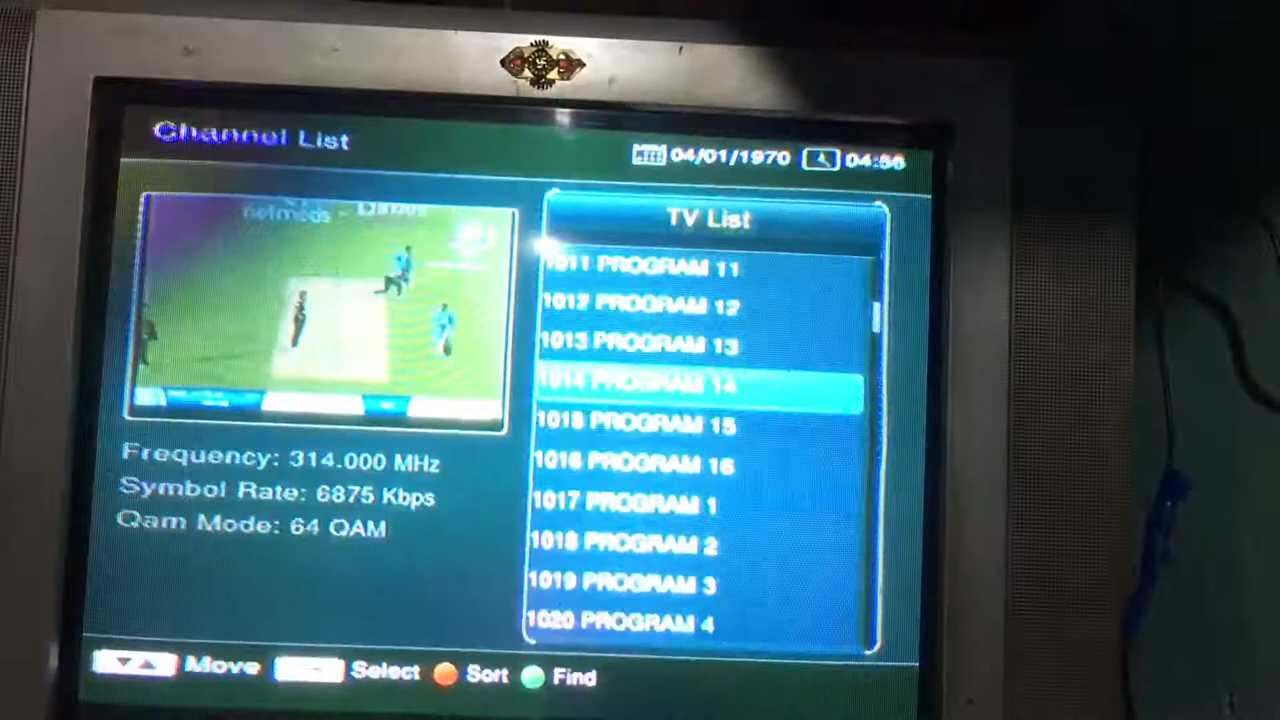 Channel List
04/01/1970 04:56
netmeds
TV List
1011 PROGRAM 11
1012 PROGRAM 12
1013 PROGRAM 13
1014 PROGRAM 14
1015 PROGRAM 15
1016 PROGRAM 16
1017 PROGRAM 1
1018 PROGRAM 2
1019 PROGRAM 3
1020 PROGRAM 4
Frequency: 314.000 MHz
Symbol Rate: 6875 Kbps
Qam Mode: 64 QAM
Move Select Sort Find